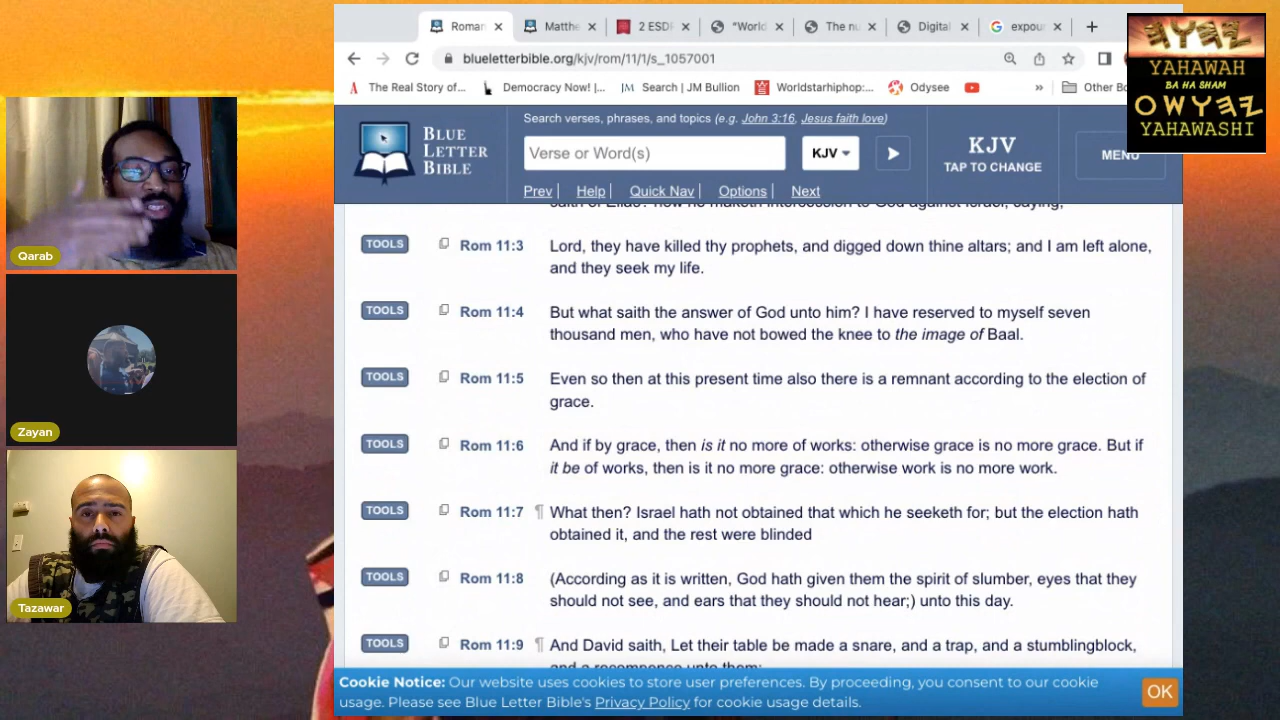 Roman
Matthe
2 ESDF
"World
The nu
Digital
expour
blueletterbible.org/kjv/rom/11/1/s_1057001
The Real Story of...
Democracy Now! |...
Search | JM Bullion
Worldstarhiphop:...
Odysee
»
Other Bo
YAHAWAH
BA HA SHAM
YAHAWASHI
BLUE
LETTER
BIBLE
Search verses, phrases, and topics (e.g. John 3:16, Jesus faith love)
Verse or Word(s)
KJV
KJV
TAP TO CHANGE
MENU
Prev | Help | Quick Nav | Options | Next
TOOLS Rom 11:3 Lord, they have killed thy prophets, and digged down thine altars; and I am left alone,
and they seek my life.
TOOLS Rom 11:4 But what saith the answer of God unto him? I have reserved to myself seven
thousand men, who have not bowed the knee to the image of Baal.
TOOLS Rom 11:5 Even so then at this present time also there is a remnant according to the election of
grace.
TOOLS Rom 11:6 And if by grace, then is it no more of works: otherwise grace is no more grace. But if
it be of works, then is it no more grace: otherwise work is no more work.
TOOLS Rom 11:7 ¶ What then? Israel hath not obtained that which he seeketh for; but the election hath
obtained it, and the rest were blinded
TOOLS Rom 11:8 (According as it is written, God hath given them the spirit of slumber, eyes that they
should not see, and ears that they should not hear;) unto this day.
TOOLS Rom 11:9 ¶ And David saith, Let their table be made a snare, and a trap, and a stumblingblock,
and a recompence unto them:
Cookie Notice: Our website uses cookies to store user preferences. By proceeding, you consent to our cookie
usage. Please see Blue Letter Bible's Privacy Policy for cookie usage details.
OK
Qarab
Zayan
Tazawar